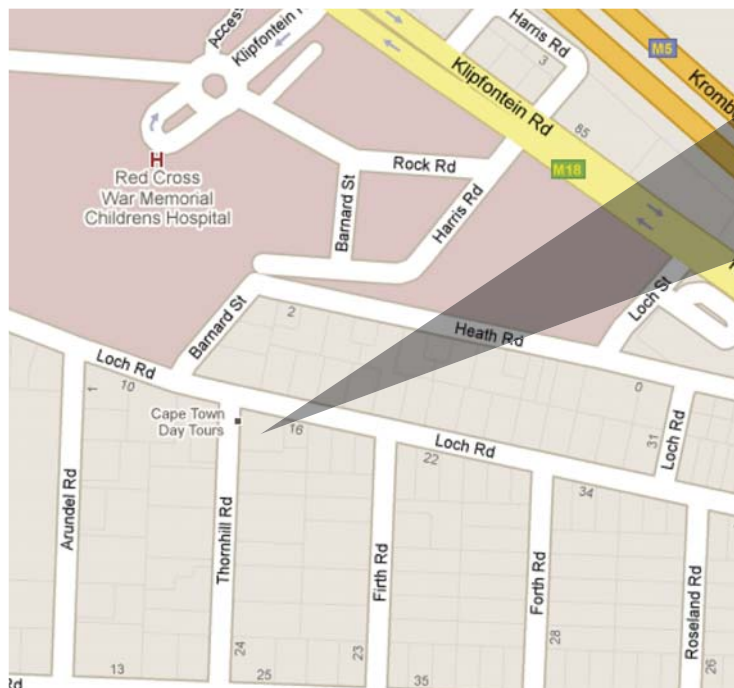 Access
Klipfontein
Harris Rd
M5
Kromb
3
Klipfontein Rd
85
H
Red Cross
War Memorial
Childrens Hospital
Rock Rd
M18
Barnard St
Harris Rd
Loch St
2
Barnard St
Heath Rd
Loch Rd
10
1
0
Cape Town
Day Tours
16
Loch Rd
31
Loch Rd
22
34
Arundel Rd
Thornhill Rd
Firth Rd
Forth Rd
Roseland Rd
26
24
23
28
26
13
25
35
Rd